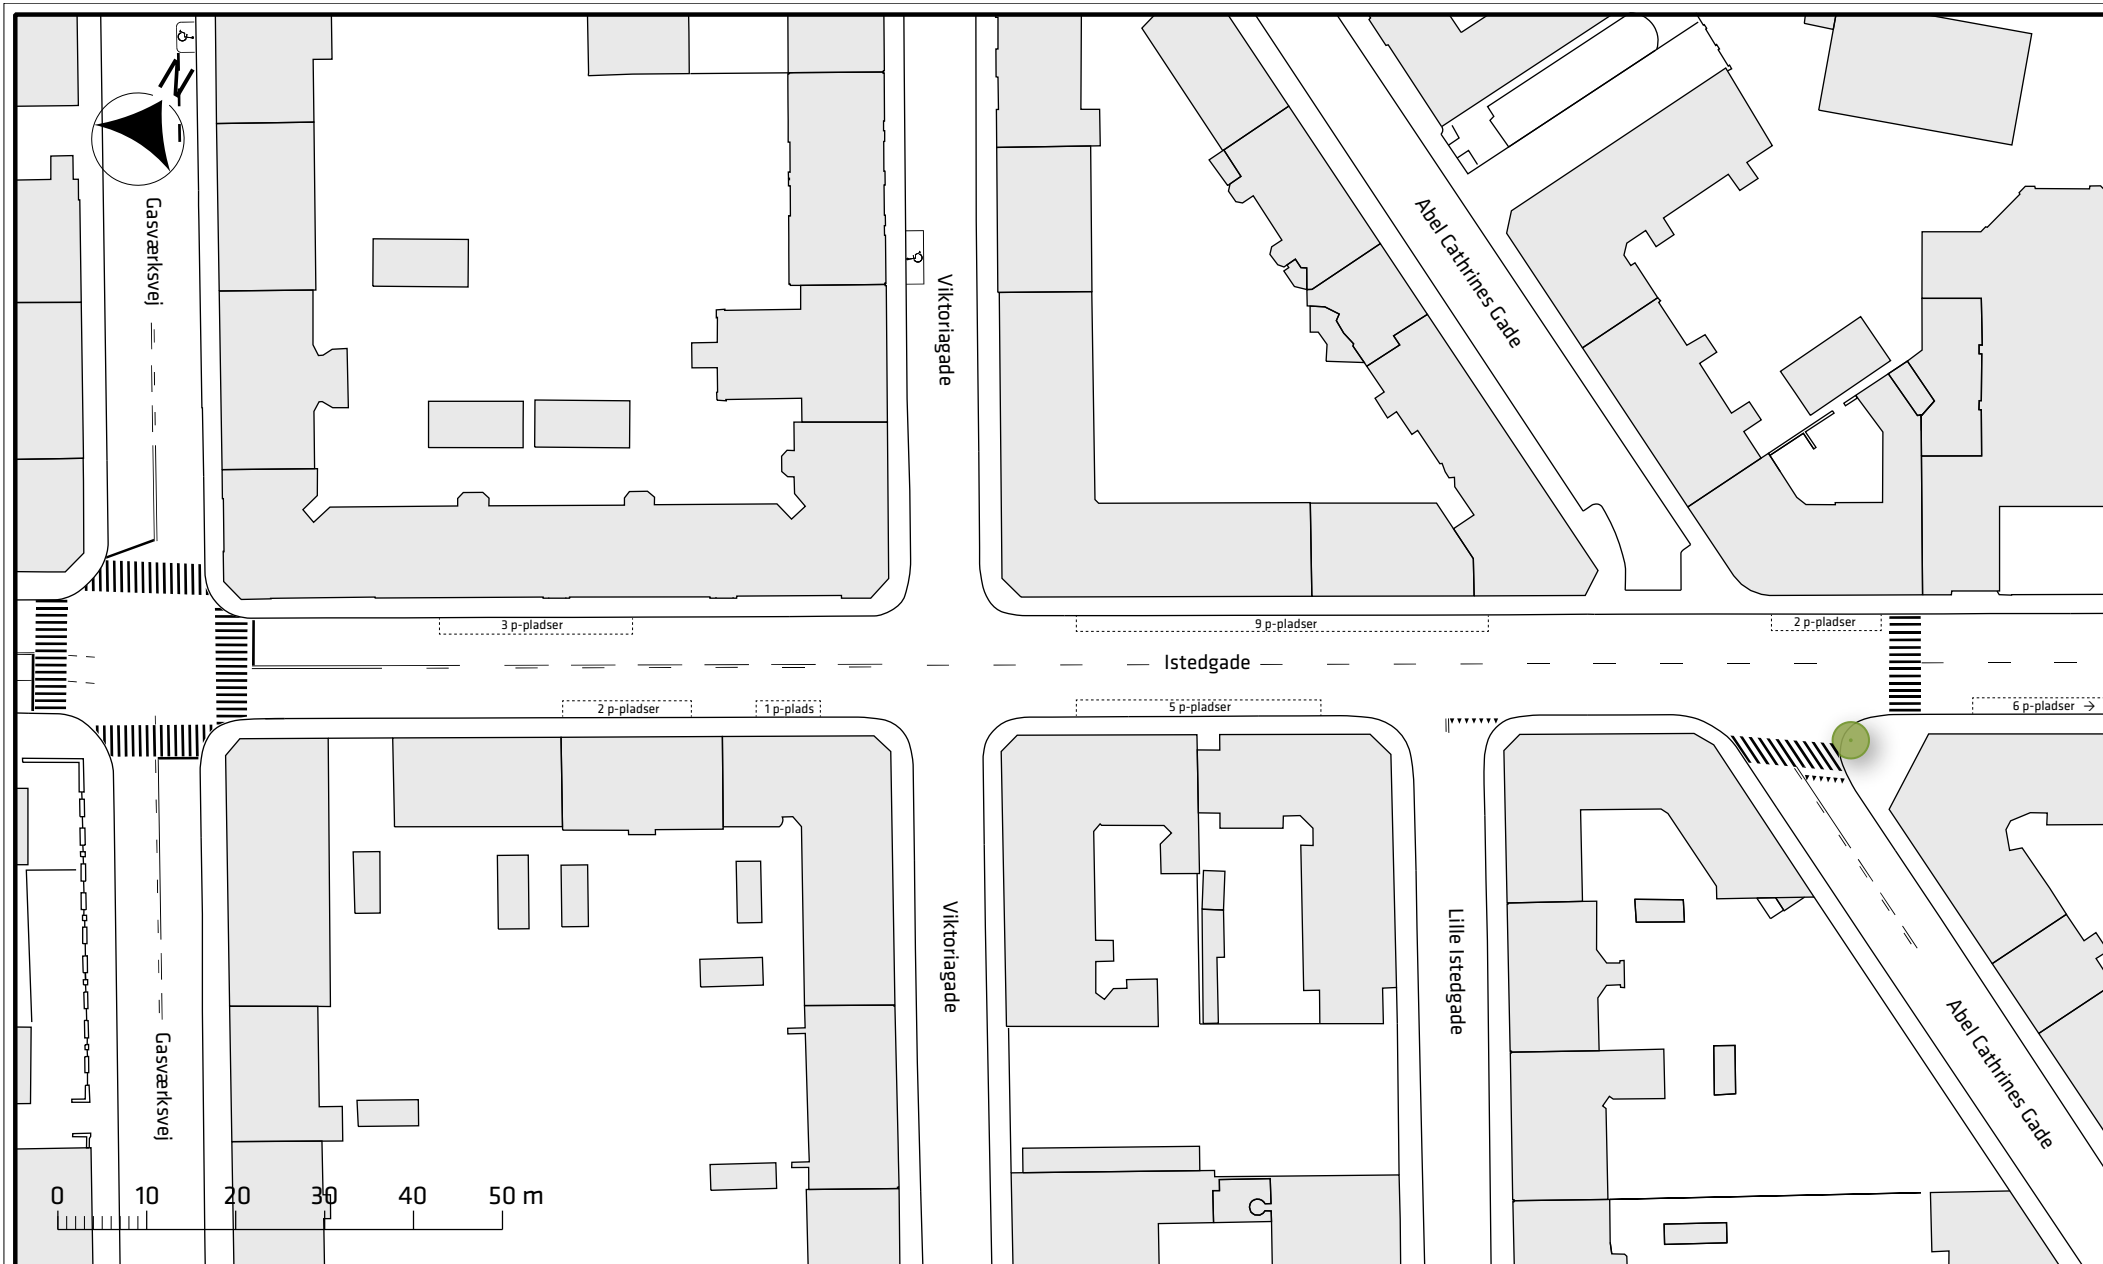 N
Gasværksvej
Viktoriagade
Abel Cathrines Gade
3 p-pladser
9 p-pladser
2 p-pladser
Istedgade
2 p-pladser
1 p-plads
5 p-pladser
6 p-pladser →
Viktoriagade
Lille Istedgade
Abel Cathrines Gade
Gasværksvej
0 10 20 30 40 50 m